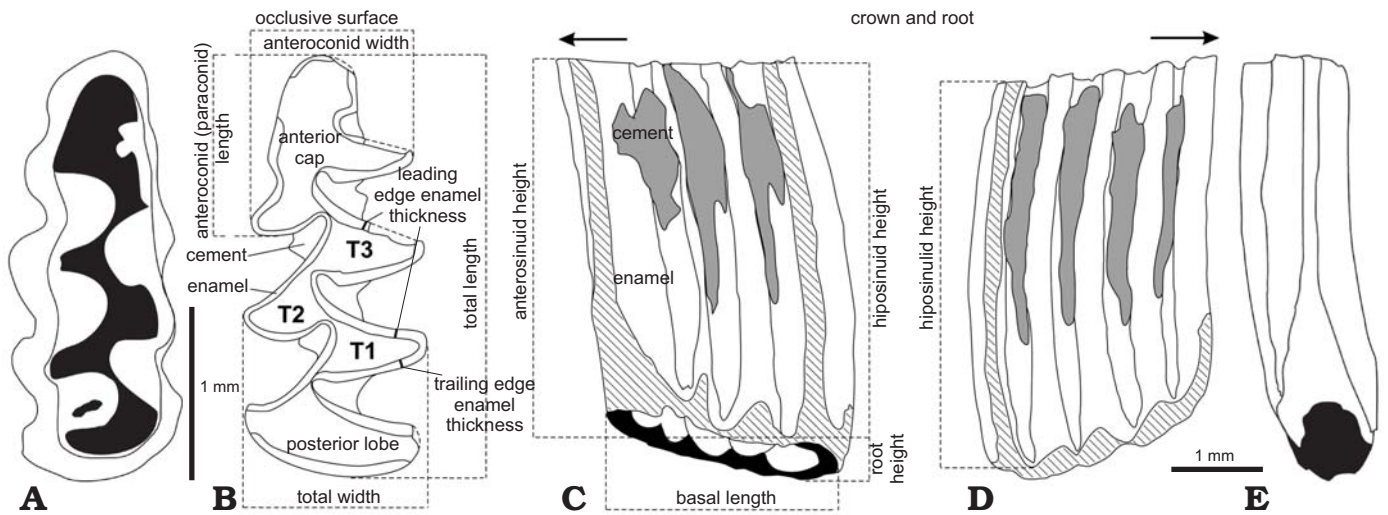 occlusive surface
crown and root
anteroconid width
anteroconid (paraconid)
length
anterior
cap
leading
edge enamel
thickness
cement
T3
enamel
T2
T1
total length
1 mm
trailing edge
enamel
thickness
posterior lobe
total width
anterosinuid height
cement
enamel
hiposinuid height
root
height
basal length
hiposinulid height
1 mm
A
B
C
D
E